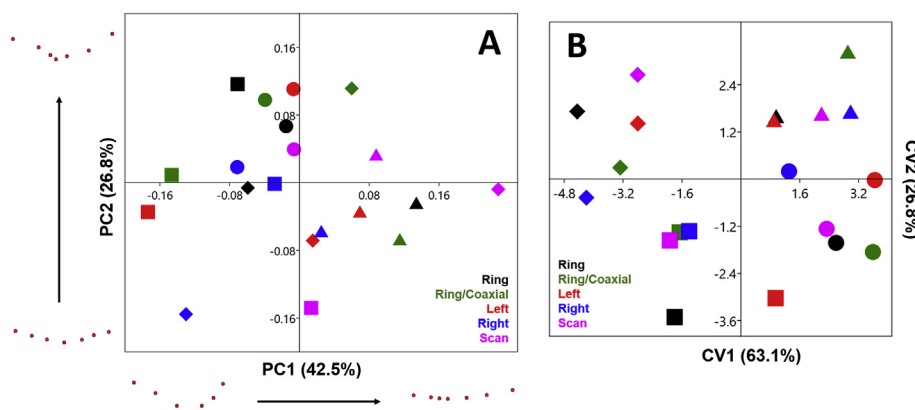 A
0.16
0.08
-0.16
-0.08
0.08
0.16
-0.08
-0.16
PC2 (26.8%)
Ring
Ring/Coaxial
Left
Right
Scan
PC1 (42.5%)
B
2.4
1.2
-4.8
-3.2
-1.6
1.6
3.2
-1.2
-2.4
-3.6
CV2 (26.8%)
Ring
Ring/Coaxial
Left
Right
Scan
CV1 (63.1%)